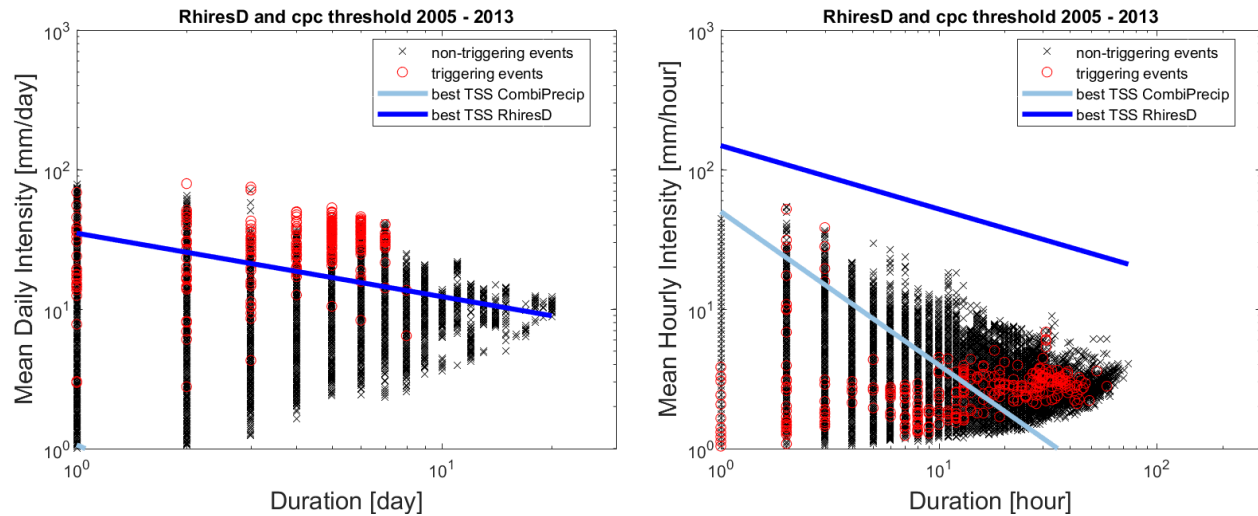 RhiresD and cpc threshold 2005 - 2013
10³
non-triggering events
triggering events
best TSS CombiPrecip
best TSS RhiresD
Mean Daily Intensity [mm/day]
10²
10¹
10⁰
10⁰
10¹
Duration [day]
RhiresD and cpc threshold 2005 - 2013
10³
non-triggering events
triggering events
best TSS CombiPrecip
best TSS RhiresD
Mean Hourly Intensity [mm/hour]
10²
10¹
10⁰
10⁰
10¹
10²
Duration [hour]